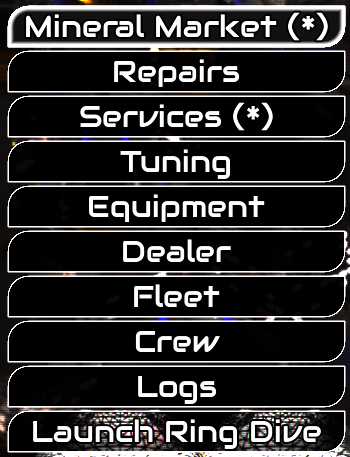 Mineral Market (*)
Repairs
Services (*)
Tuning
Equipment
Dealer
Fleet
Crew
Logs
Launch Ring Dive